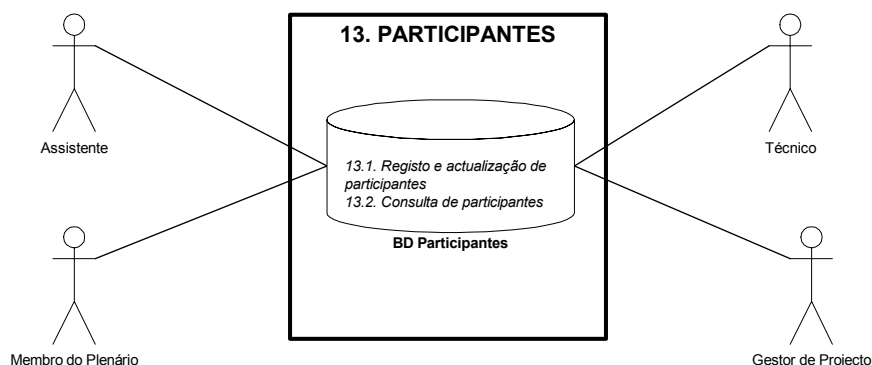 13. PARTICIPANTES
Assistente
Técnico
13.1. Registo e actualização de
participantes
13.2. Consulta de participantes
BD Participantes
Membro do Plenário
Gestor de Projecto